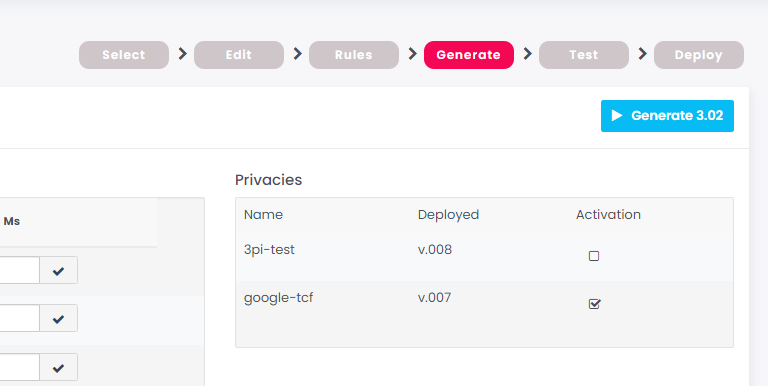 Select Edit Rules Generate Test Deploy
Generate 3.02
Privacies
Ms
Name Deployed Activation
3pi-test v.008
google-tcf v.007